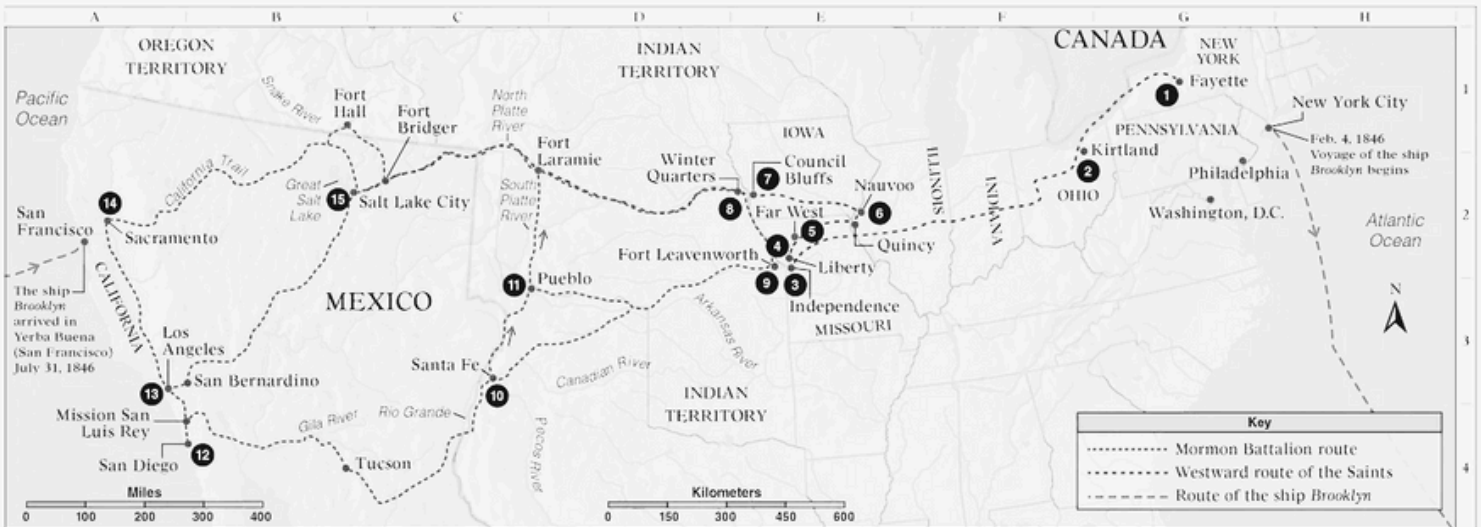 A B C D E F G H
OREGON
TERRITORY
INDIAN
TERRITORY
CANADA
NEW
YORK
Fayette
1
1
Pacific
Ocean
Snake River
Fort
Hall
Fort
Bridger
North
Platte
River
Fort
Laramie
IOWA
PENNSYLVANIA
New York City
Feb. 4, 1846
Voyage of the ship
Brooklyn begins
California Trail
Winter
Quarters
7
Council
Bluffs
Nauvoo
ILLINOIS
INDIANA
Kirtland
2
OHIO
Philadelphia
Washington, D.C.
14
Great
Salt
Lake
15
Salt Lake City
South
Platte
River
8
Far West
6
5
Quincy
2
Atlantic
Ocean
San
Francisco
Sacramento
4
Fort Leavenworth
Liberty
9
3
Independence
MISSOURI
11
Pueblo
CALIFORNIA
MEXICO
The ship
Brooklyn
arrived in
Yerba Buena
(San Francisco)
July 31, 1846
Los
Angeles
Arkansas River
N
3
Santa Fe
Canadian River
San Bernardino
13
10
INDIAN
TERRITORY
Mission San
Luis Rey
Gila River
Rio Grande
Pecos River
San Diego
12
Tucson
4
Key
Mormon Battalion route
Westward route of the Saints
Route of the ship Brooklyn
Miles
0 100 200 300 400
Kilometers
0 150 300 450 600